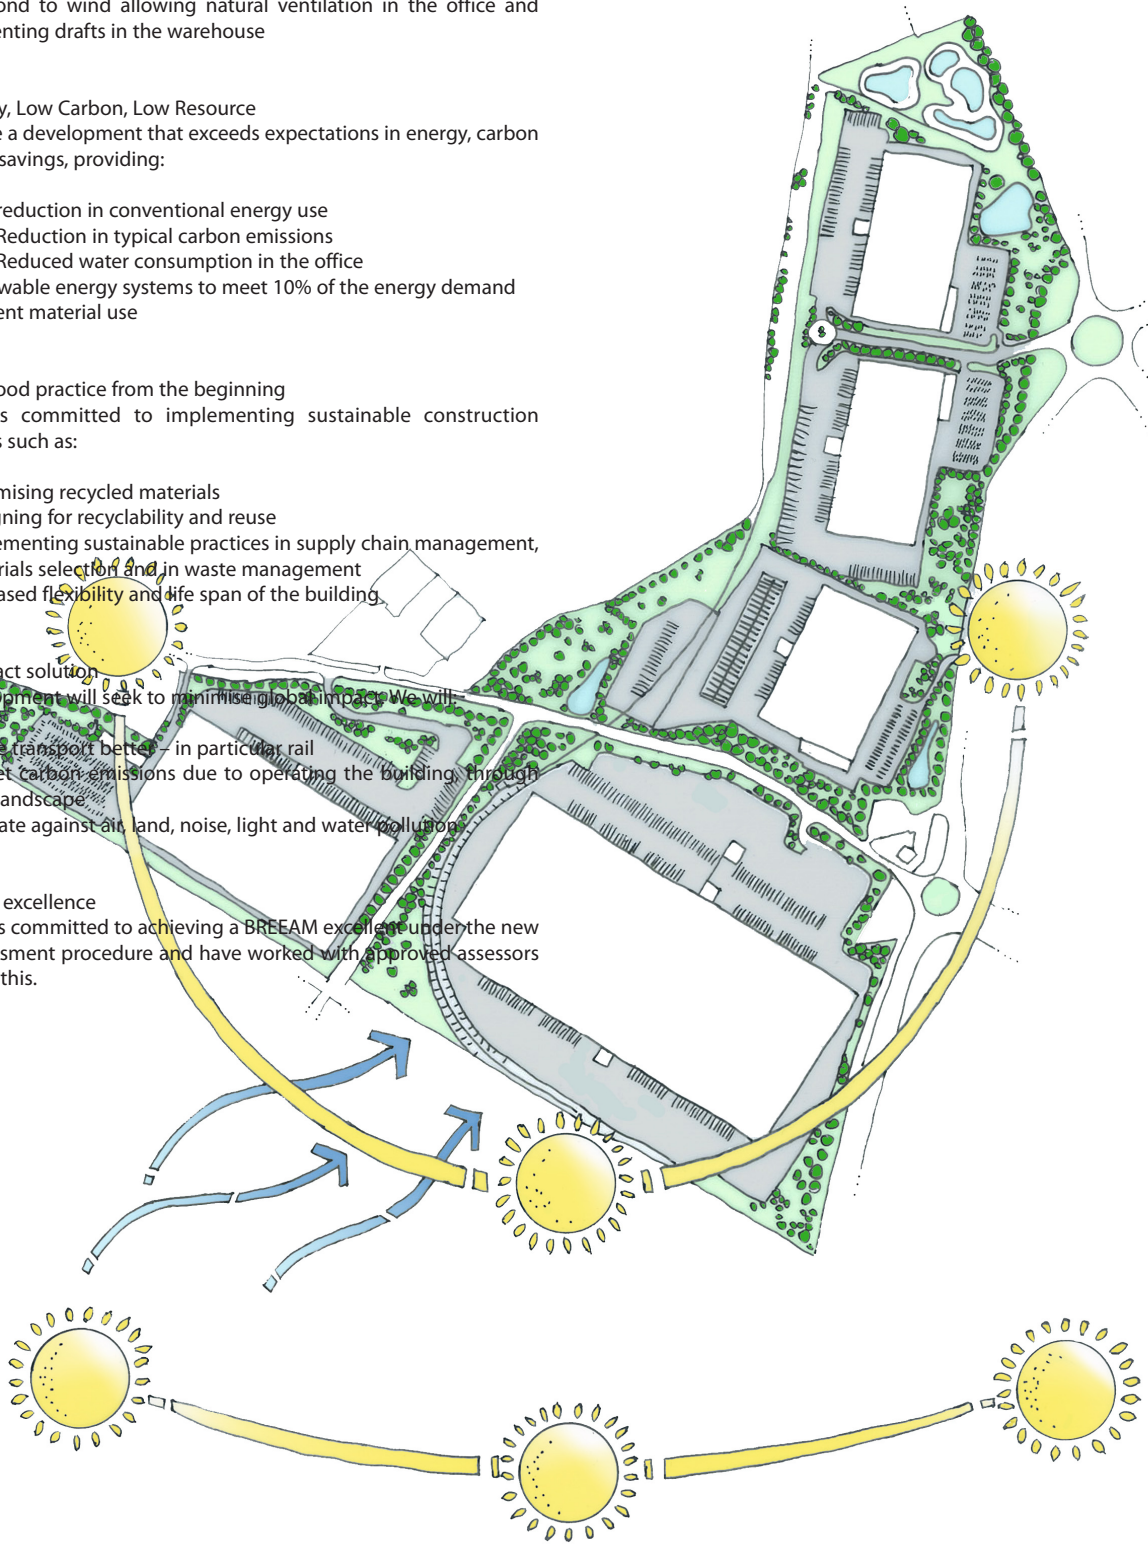 ond to wind allowing natural ventilation in the office and
enting drafts in the warehouse
y, Low Carbon, Low Resource
e a development that exceeds expectations in energy, carbon
savings, providing:
reduction in conventional energy use
Reduction in typical carbon emissions
Reduced water consumption in the office
wable energy systems to meet 10% of the energy demand
ent material use
ood practice from the beginning
s committed to implementing sustainable construction
s such as:
mising recycled materials
gning for recyclability and reuse
ementing sustainable practices in supply chain management,
rials selection and in waste management
ased flexibility and life span of the building
act solution
opment will seek to minimise global impact. We will:
e transport better – in particular rail
et carbon emissions due to operating the building, through
andscape
ate against air, land, noise, light and water pollution
excellence
s committed to achieving a BREEAM excellent under the new
sment procedure and have worked with approved assessors
this.